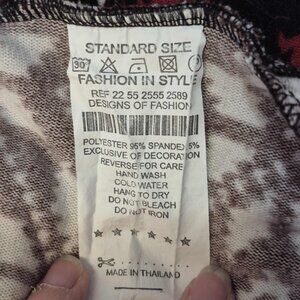 STANDARD SIZE
30°
FASHION IN STYLE
REF 22 55 2555 2589
DESIGNS OF FASHION
POLYESTER 95% SPANDEX 5%
EXCLUSIVE OF DECORATION
REVERSE FOR CARE
HAND WASH
COLD WATER
HANG TO DRY
DO NOT BLEACH
DO NOT IRON
MADE IN THAILAND